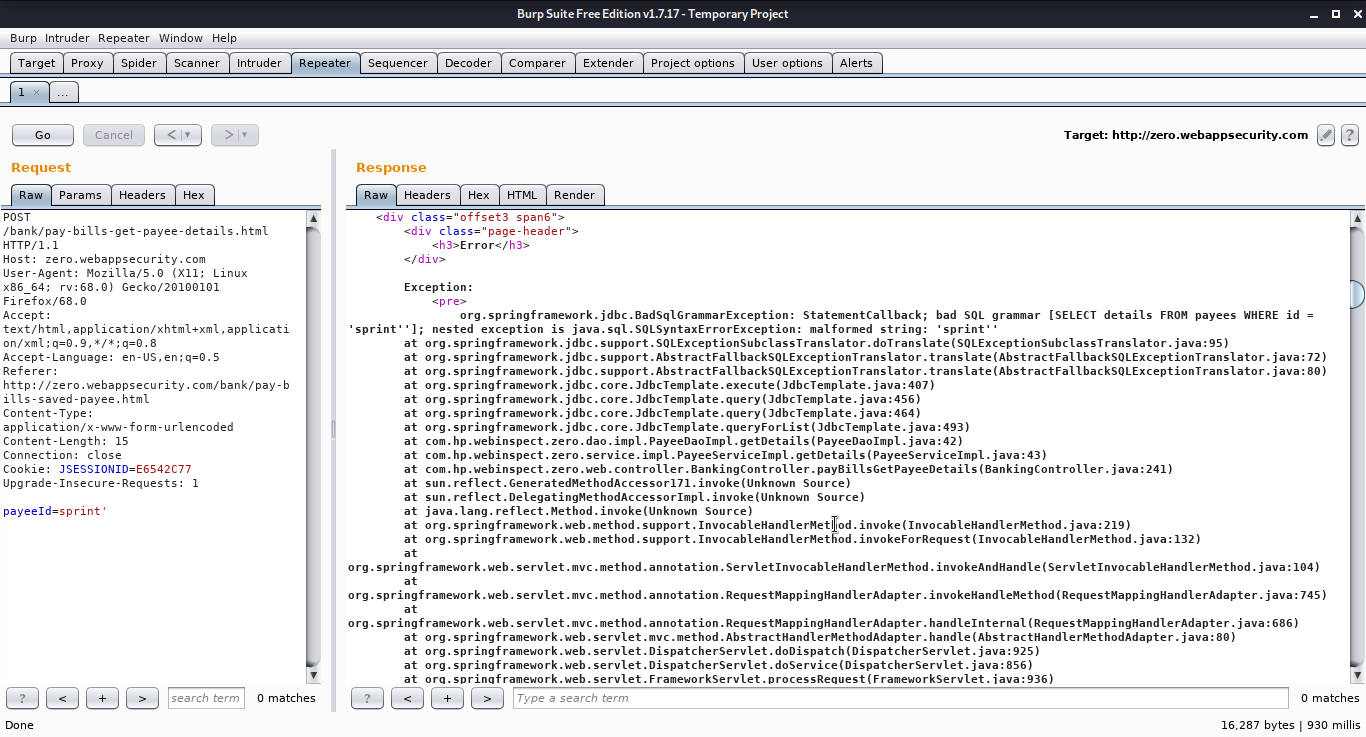 Burp Suite Free Edition v1.7.17 - Temporary Project
Burp Intruder Repeater Window Help
Target Proxy Spider Scanner Intruder Repeater Sequencer Decoder Comparer Extender Project options User options Alerts
1 × ...
Go Cancel < > Target: http://zero.webappsecurity.com ?
Request
Raw Params Headers Hex
POST
/bank/pay-bills-get-payee-details.html
HTTP/1.1
Host: zero.webappsecurity.com
User-Agent: Mozilla/5.0 (X11; Linux
x86_64; rv:68.0) Gecko/20100101
Firefox/68.0
Accept:
text/html,application/xhtml+xml,applicati
on/xml;q=0.9,*/*;q=0.8
Accept-Language: en-US,en;q=0.5
Referer:
http://zero.webappsecurity.com/bank/pay-b
ills-saved-payee.html
Content-Type:
application/x-www-form-urlencoded
Content-Length: 15
Connection: close
Cookie: JSESSIONID=E6542C77
Upgrade-Insecure-Requests: 1
payeeId=sprint'
? < + > search term 0 matches
Response
Raw Headers Hex HTML Render
<div class="offset3 span6">
<div class="page-header">
<h3>Error</h3>
</div>
Exception:
<pre>
org.springframework.jdbc.BadSqlGrammarException: StatementCallback; bad SQL grammar [SELECT details FROM payees WHERE id =
'sprint'']; nested exception is java.sql.SQLSyntaxErrorException: malformed string: 'sprint''
at org.springframework.jdbc.support.SQLExceptionSubclassTranslator.doTranslate(SQLExceptionSubclassTranslator.java:95)
at org.springframework.jdbc.support.AbstractFallbackSQLExceptionTranslator.translate(AbstractFallbackSQLExceptionTranslator.java:72)
at org.springframework.jdbc.support.AbstractFallbackSQLExceptionTranslator.translate(AbstractFallbackSQLExceptionTranslator.java:80)
at org.springframework.jdbc.core.JdbcTemplate.execute(JdbcTemplate.java:407)
at org.springframework.jdbc.core.JdbcTemplate.query(JdbcTemplate.java:456)
at org.springframework.jdbc.core.JdbcTemplate.query(JdbcTemplate.java:464)
at org.springframework.jdbc.core.JdbcTemplate.queryForList(JdbcTemplate.java:493)
at com.hp.webinspect.zero.dao.impl.PayeeDaoImpl.getDetails(PayeeDaoImpl.java:42)
at com.hp.webinspect.zero.service.impl.PayeeServiceImpl.getDetails(PayeeServiceImpl.java:43)
at com.hp.webinspect.zero.web.controller.BankingController.payBillsGetPayeeDetails(BankingController.java:241)
at sun.reflect.GeneratedMethodAccessor171.invoke(Unknown Source)
at sun.reflect.DelegatingMethodAccessorImpl.invoke(Unknown Source)
at java.lang.reflect.Method.invoke(Unknown Source)
at org.springframework.web.method.support.InvocableHandlerMethod.invoke(InvocableHandlerMethod.java:219)
at org.springframework.web.method.support.InvocableHandlerMethod.invokeForRequest(InvocableHandlerMethod.java:132)
at
org.springframework.web.servlet.mvc.method.annotation.ServletInvocableHandlerMethod.invokeAndHandle(ServletInvocableHandlerMethod.java:104)
at
org.springframework.web.servlet.mvc.method.annotation.RequestMappingHandlerAdapter.invokeHandleMethod(RequestMappingHandlerAdapter.java:745)
at
org.springframework.web.servlet.mvc.method.annotation.RequestMappingHandlerAdapter.handleInternal(RequestMappingHandlerAdapter.java:686)
at org.springframework.web.servlet.mvc.method.AbstractHandlerMethodAdapter.handle(AbstractHandlerMethodAdapter.java:80)
at org.springframework.web.servlet.DispatcherServlet.doDispatch(DispatcherServlet.java:925)
at org.springframework.web.servlet.DispatcherServlet.doService(DispatcherServlet.java:856)
at org.springframework.web.servlet.FrameworkServlet.processRequest(FrameworkServlet.java:936)
? < + > Type a search term 0 matches
Done 16,287 bytes | 930 millis